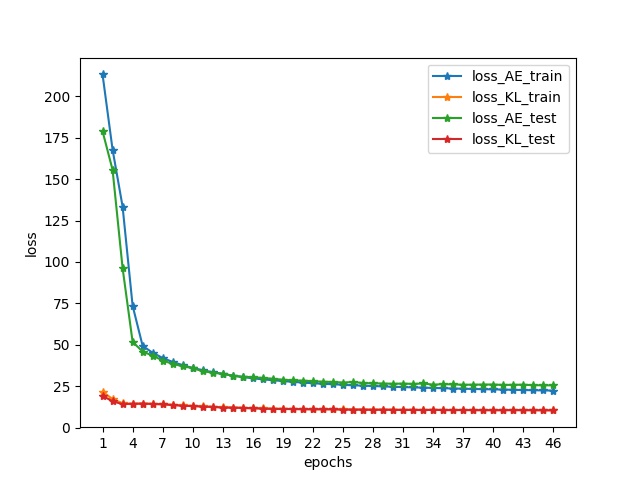 loss_AE_train
loss_KL_train
loss_AE_test
loss_KL_test
200
175
150
125
100
75
50
25
0
loss
1 4 7 10 13 16 19 22 25 28 31 34 37 40 43 46
epochs